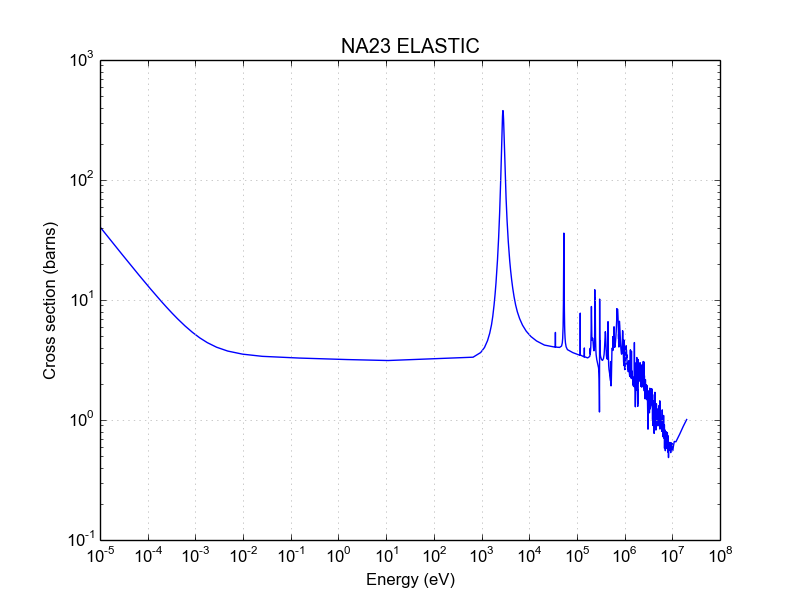 NA23 ELASTIC
Cross section (barns)
10³
10²
10¹
10⁰
10⁻¹
10⁻⁵ 10⁻⁴ 10⁻³ 10⁻² 10⁻¹ 10⁰ 10¹ 10² 10³ 10⁴ 10⁵ 10⁶ 10⁷ 10⁸
Energy (eV)